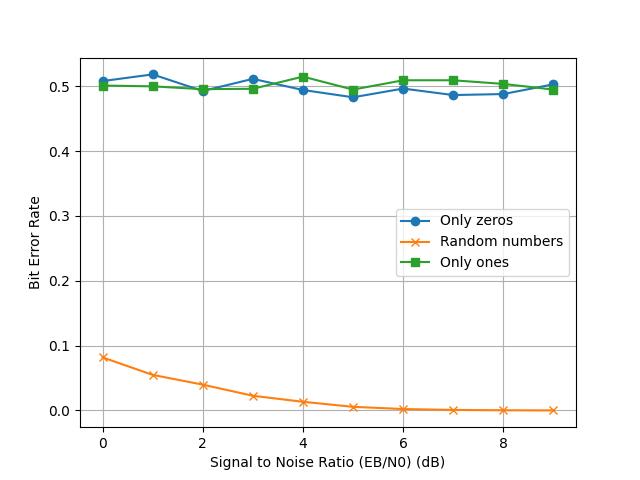 0.5
0.4
0.3
0.2
0.1
0.0
Bit Error Rate
Only zeros
Random numbers
Only ones
0 2 4 6 8
Signal to Noise Ratio (EB/N0) (dB)